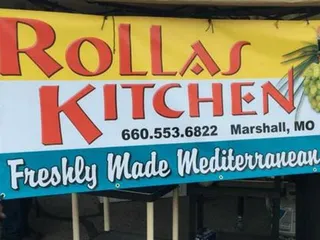 ROLLAS
KITCHEN
660.553.6822 Marshall, MO
Freshly Made Mediterranean